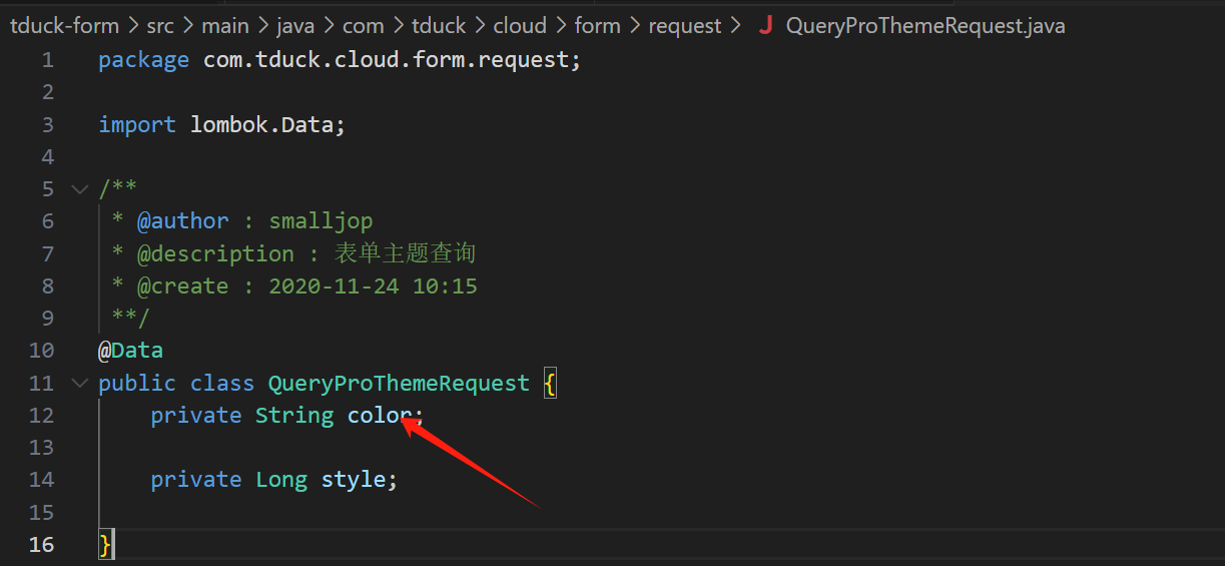 tduck-form > src > main > java > com > tduck > cloud > form > request > J QueryProThemeRequest.java
1 package com.tduck.cloud.form.request;
2
3 import lombok.Data;
4
5 /**
6 * @author : smalljop
7 * @description : 表单主题查询
8 * @create : 2020-11-24 10:15
9 **/
10 @Data
11 public class QueryProThemeRequest {
12 private String color;
13
14 private Long style;
15
16 }